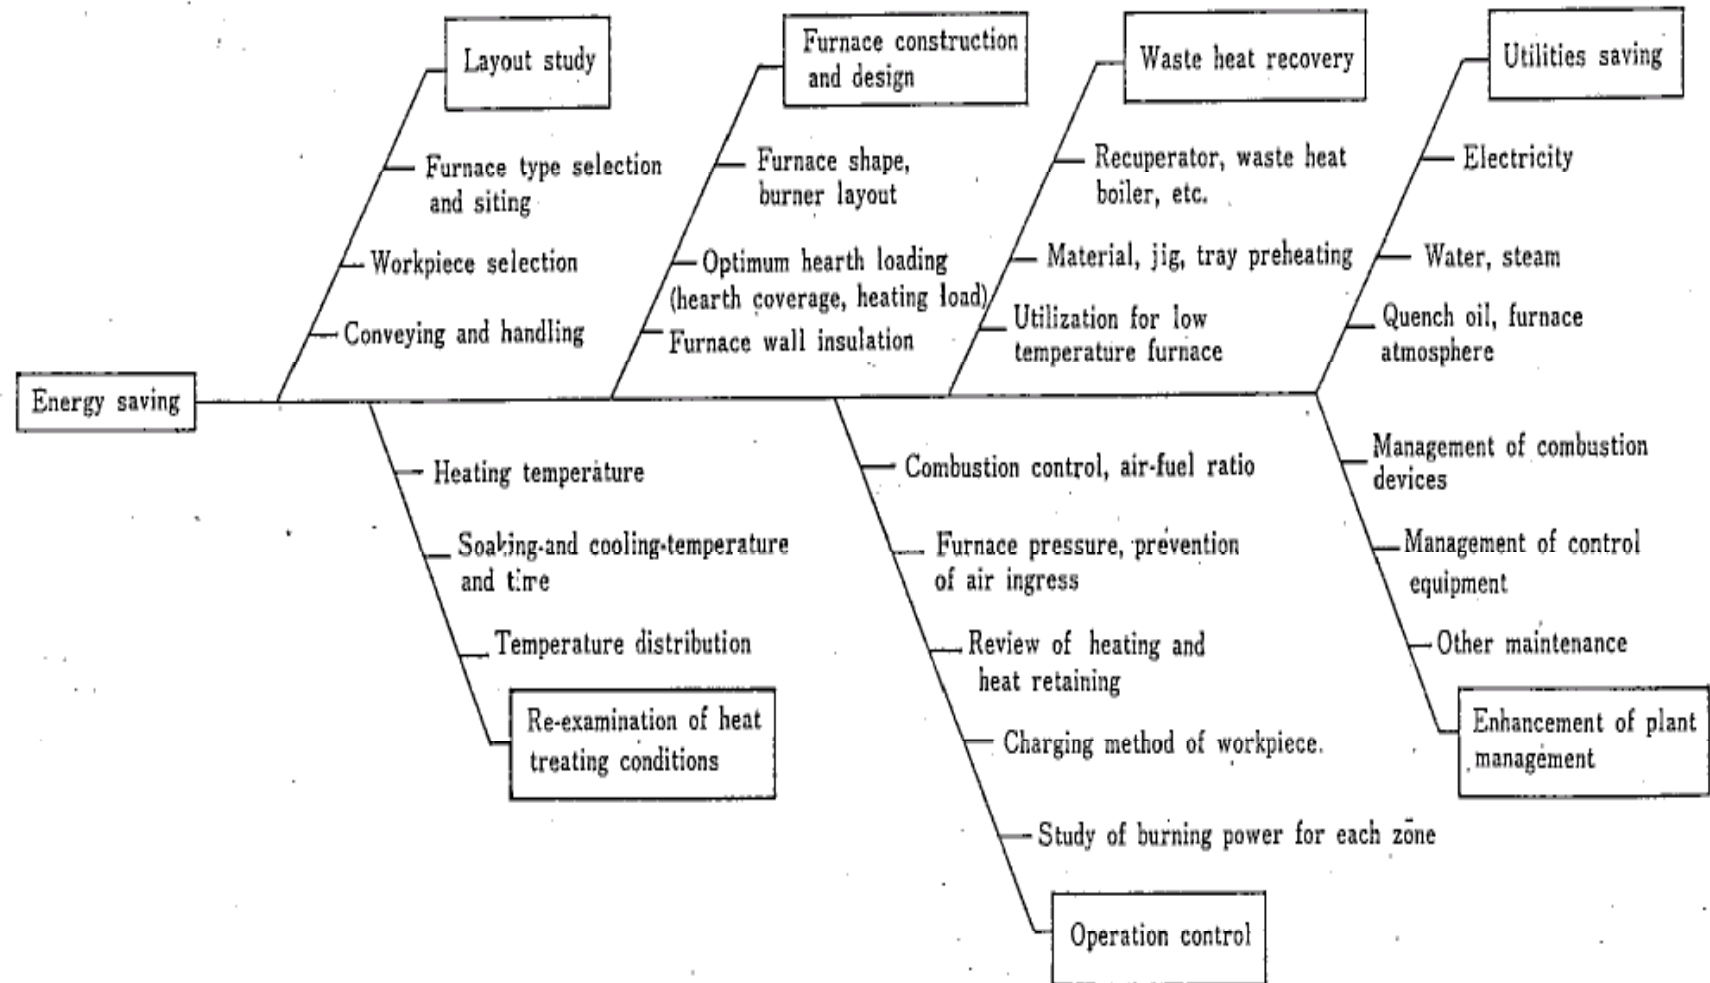 Layout study
Furnace type selection
and siting
Workpiece selection
Conveying and handling
Furnace construction
and design
Furnace shape,
burner layout
Optimum hearth loading
(hearth coverage, heating load)
Furnace wall insulation
Waste heat recovery
Recuperator, waste heat
boiler, etc.
Material, jig, tray preheating
Utilization for low
temperature furnace
Utilities saving
Electricity
Water, steam
Quench oil, furnace
atmosphere
Energy saving
Heating temperature
Soaking-and cooling-temperature
and time
Temperature distribution
Re-examination of heat
treating conditions
Combustion control, air-fuel ratio
Furnace pressure, prevention
of air ingress
Review of heating and
heat retaining
Charging method of workpiece.
Study of burning power for each zone
Operation control
Management of combustion
devices
Management of control
equipment
Other maintenance
Enhancement of plant
management